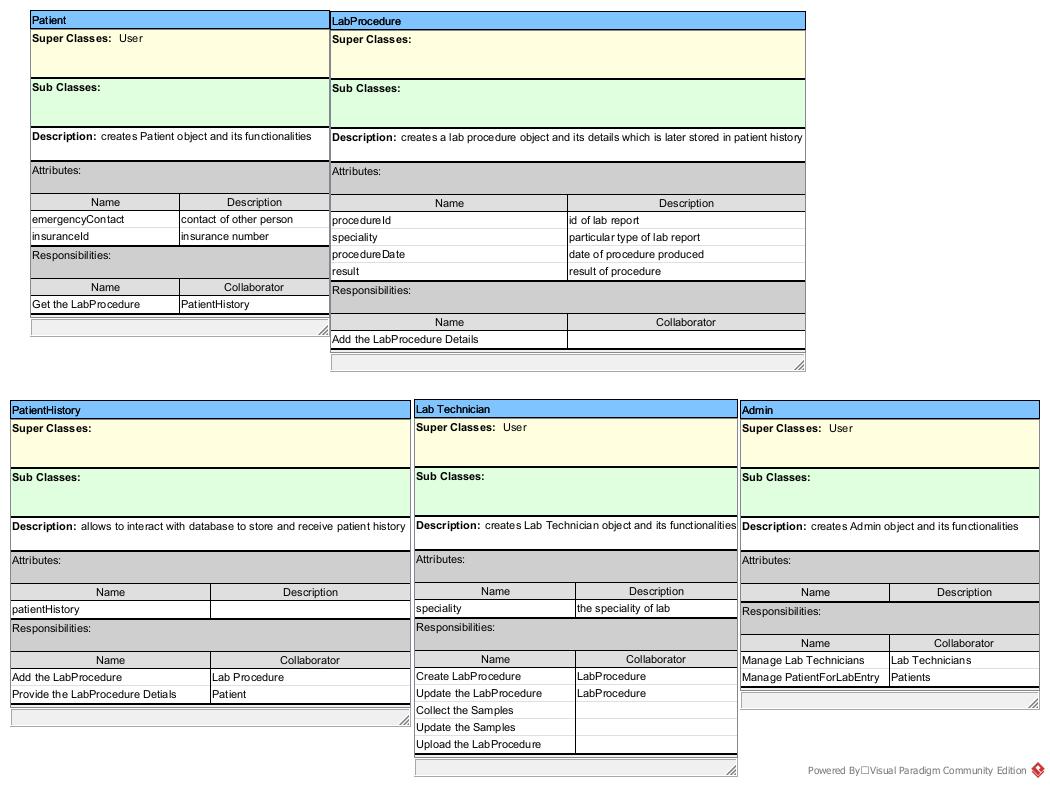 Patient
Super Classes: User
Sub Classes:
Description: creates Patient object and its functionalities
Attributes:
Name Description
emergencyContact contact of other person
insuranceId insurance number
Responsibilities:
Name Collaborator
Get the LabProcedure PatientHistory
LabProcedure
Super Classes:
Sub Classes:
Description: creates a lab procedure object and its details which is later stored in patient history
Attributes:
Name Description
procedureId id of lab report
speciality particular type of lab report
procedureDate date of procedure produced
result result of procedure
Responsibilities:
Name Collaborator
Add the LabProcedure Details
PatientHistory
Super Classes:
Sub Classes:
Description: allows to interact with database to store and receive patient history
Attributes:
Name Description
patientHistory
Responsibilities:
Name Collaborator
Add the LabProcedure Lab Procedure
Provide the LabProcedure Detials Patient
Lab Technician
Super Classes: User
Sub Classes:
Description: creates Lab Technician object and its functionalities
Attributes:
Name Description
speciality the speciality of lab
Responsibilities:
Name Collaborator
Create LabProcedure LabProcedure
Update the LabProcedure LabProcedure
Collect the Samples
Update the Samples
Upload the LabProcedure
Admin
Super Classes: User
Sub Classes:
Description: creates Admin object and its functionalities
Attributes:
Name Description
Responsibilities:
Name Collaborator
Manage Lab Technicians Lab Technicians
Manage PatientForLabEntry Patients
Powered By□Visual Paradigm Community Edition